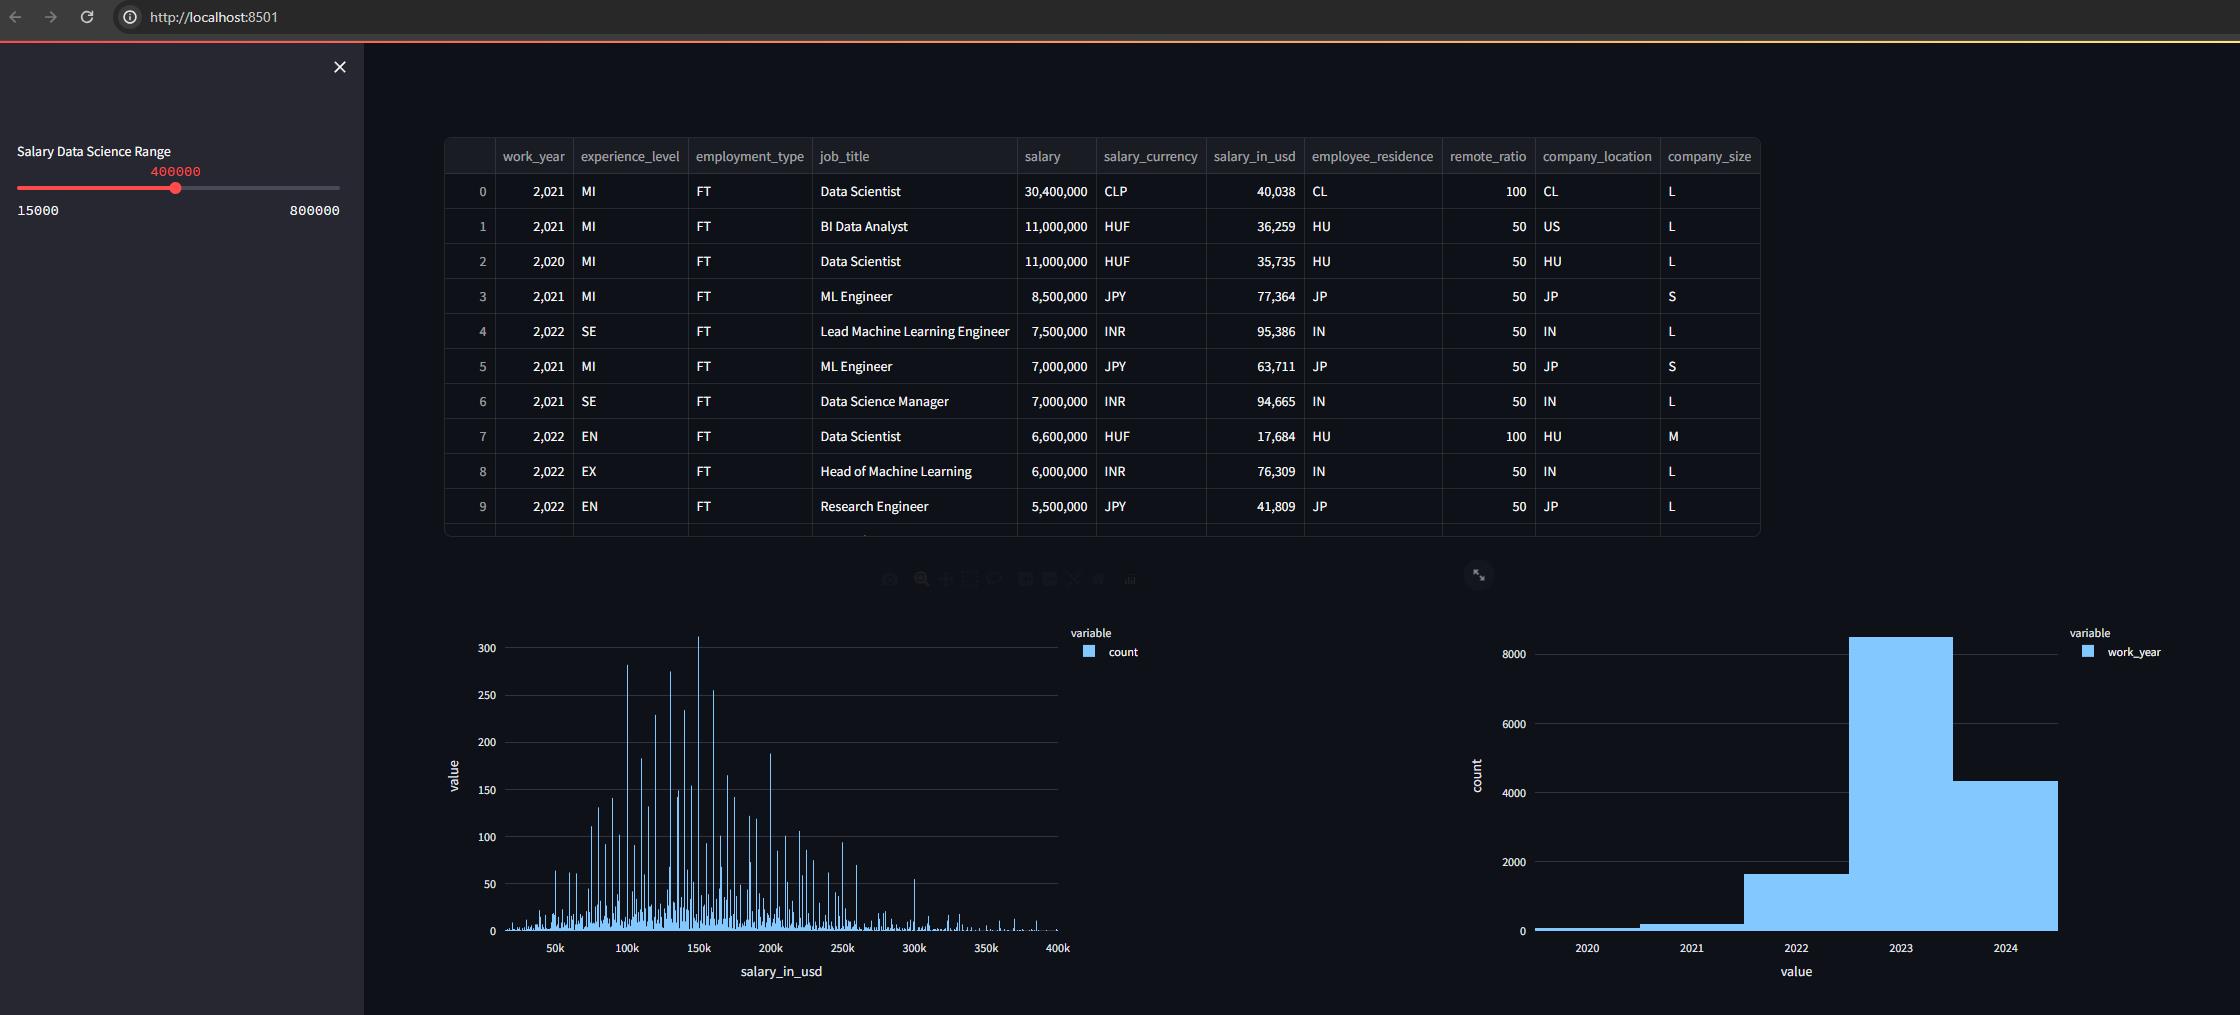 http://localhost:8501
Salary Data Science Range
400000
15000 800000
work_year experience_level employment_type job_title salary salary_currency salary_in_usd employee_residence remote_ratio company_location company_size
0 2,021 MI FT Data Scientist 30,400,000 CLP 40,038 CL 100 CL L
1 2,021 MI FT BI Data Analyst 11,000,000 HUF 36,259 HU 50 US L
2 2,020 MI FT Data Scientist 11,000,000 HUF 35,735 HU 50 HU L
3 2,021 MI FT ML Engineer 8,500,000 JPY 77,364 JP 50 JP S
4 2,022 SE FT Lead Machine Learning Engineer 7,500,000 INR 95,386 IN 50 IN L
5 2,021 MI FT ML Engineer 7,000,000 JPY 63,711 JP 50 JP S
6 2,021 SE FT Data Science Manager 7,000,000 INR 94,665 IN 50 IN L
7 2,022 EN FT Data Scientist 6,600,000 HUF 17,684 HU 100 HU M
8 2,022 EX FT Head of Machine Learning 6,000,000 INR 76,309 IN 50 IN L
9 2,022 EN FT Research Engineer 5,500,000 JPY 41,809 JP 50 JP L
variable
count
300
250
200
150
100
50
0
value
50k 100k 150k 200k 250k 300k 350k 400k
salary_in_usd
variable
work_year
8000
6000
4000
2000
0
count
2020 2021 2022 2023 2024
value